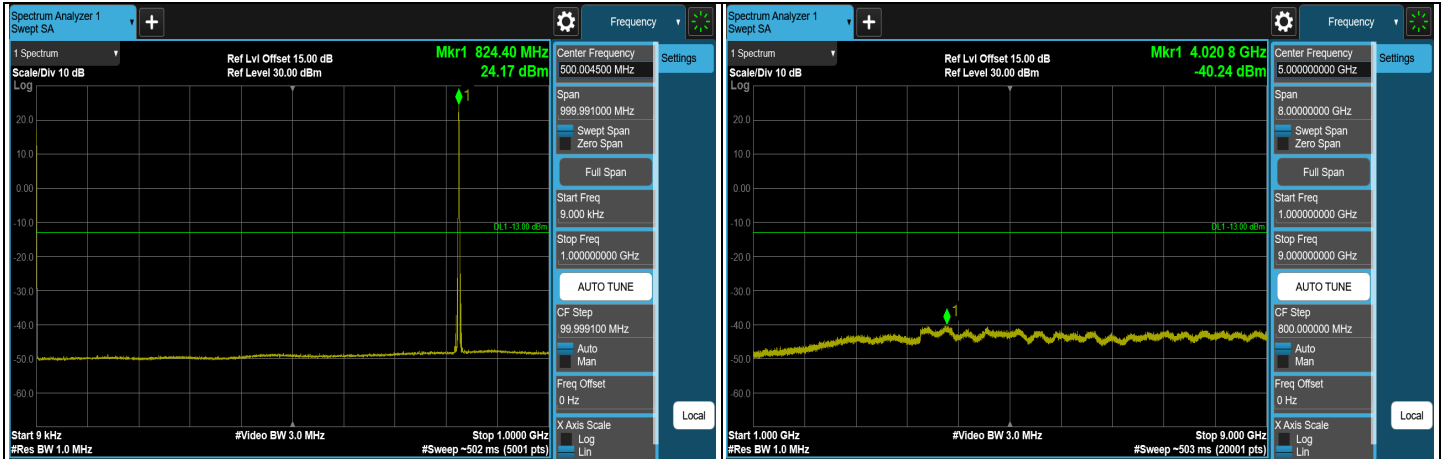 Spectrum Analyzer 1
Swept SA
+
Frequency
1 Spectrum
Scale/Div 10 dB
Log
Ref Lvl Offset 15.00 dB
Ref Level 30.00 dBm
Mkr1 824.40 MHz
24.17 dBm
1
20.0
10.0
0.00
-10.0
-20.0
-30.0
-40.0
-50.0
-60.0
DL1 -13.00 dBm
Start 9 kHz
#Res BW 1.0 MHz
#Video BW 3.0 MHz
Stop 1.0000 GHz
#Sweep ~502 ms (5001 pts)
Center Frequency
500.004500 MHz
Span
999.991000 MHz
Swept Span
Zero Span
Full Span
Start Freq
9.000 kHz
Stop Freq
1.000000000 GHz
AUTO TUNE
CF Step
99.999100 MHz
Auto
Man
Freq Offset
0 Hz
X Axis Scale
Log
Lin
Settings
Local
Spectrum Analyzer 1
Swept SA
+
Frequency
1 Spectrum
Scale/Div 10 dB
Log
Ref Lvl Offset 15.00 dB
Ref Level 30.00 dBm
Mkr1 4.020 8 GHz
-40.24 dBm
1
20.0
10.0
0.00
-10.0
-20.0
-30.0
-40.0
-50.0
-60.0
DL1 -13.00 dBm
Start 1.000 GHz
#Res BW 1.0 MHz
#Video BW 3.0 MHz
Stop 9.000 GHz
#Sweep ~503 ms (20001 pts)
Center Frequency
5.000000000 GHz
Span
8.00000000 GHz
Swept Span
Zero Span
Full Span
Start Freq
1.000000000 GHz
Stop Freq
9.000000000 GHz
AUTO TUNE
CF Step
800.000000 MHz
Auto
Man
Freq Offset
0 Hz
X Axis Scale
Log
Lin
Settings
Local